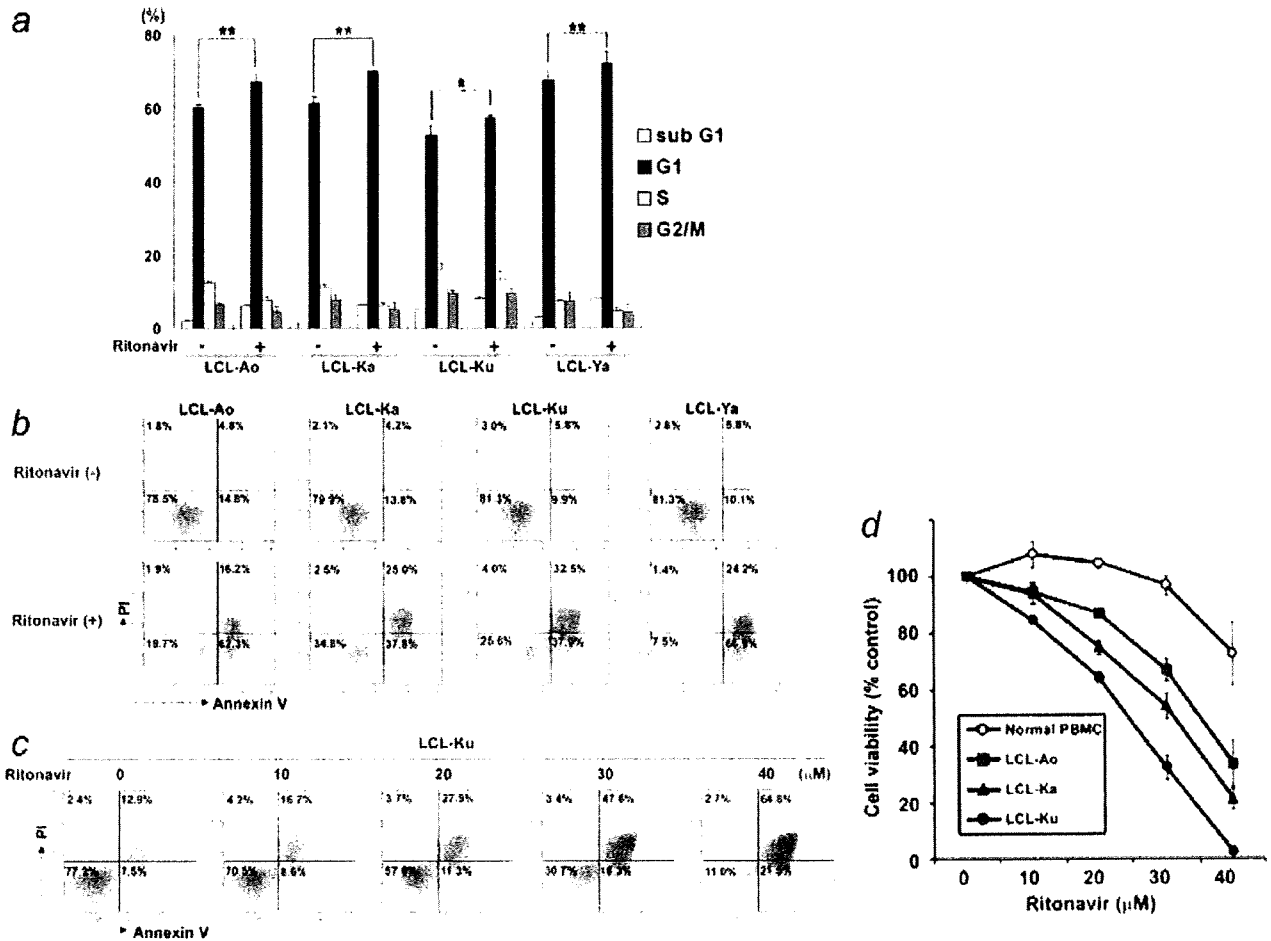 a
(%)
80
60
40
20
0
**
**
*
**
sub G1
G1
S
G2/M
Ritonavir - + - + - + - +
LCL-Ao LCL-Ka LCL-Ku LCL-Ya
b
LCL-Ao LCL-Ka LCL-Ku LCL-Ya
Ritonavir (-)
1.8% 4.8% 2.1% 4.2% 3.0% 5.8% 2.8% 5.8%
14.8% 79.9% 13.8% 81.3% 9.9% 81.3% 10.1%
Ritonavir (+)
1.9% 16.2% 2.5% 25.0% 4.0% 32.5% 1.4% 24.2%
19.7% 37.8% 7.5%
PI
Annexin V
c
LCL-Ku
Ritonavir 0 10 20 30 40 (μM)
2.4% 12.9% 4.2% 16.7% 3.7% 27.5% 3.4% 47.6% 2.7% 64.8%
7.5% 70.5% 8.6% 30.7% 11.0%
PI
Annexin V
d
Cell viability (% control)
100
80
60
40
20
0
Normal PBMC
LCL-Ao
LCL-Ka
LCL-Ku
0 10 20 30 40
Ritonavir (μM)